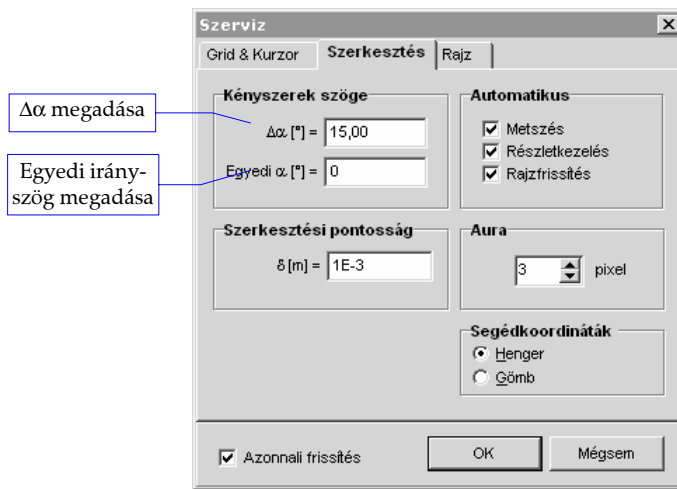 Szerviz
Grid & Kurzor Szerkesztés Rajz
Δα megadása
Egyedi irány-
szög megadása
Kényszerek szöge
Δα [°] = 15,00
Egyedi α [°] = 0
Automatikus
Metszés
Részletkezelés
Rajzfrissítés
Szerkesztési pontosság
δ [m] = 1E-3
Aura
3 pixel
Segédkoordináták
Henger
Gömb
Azonnali frissítés
OK
Mégsem